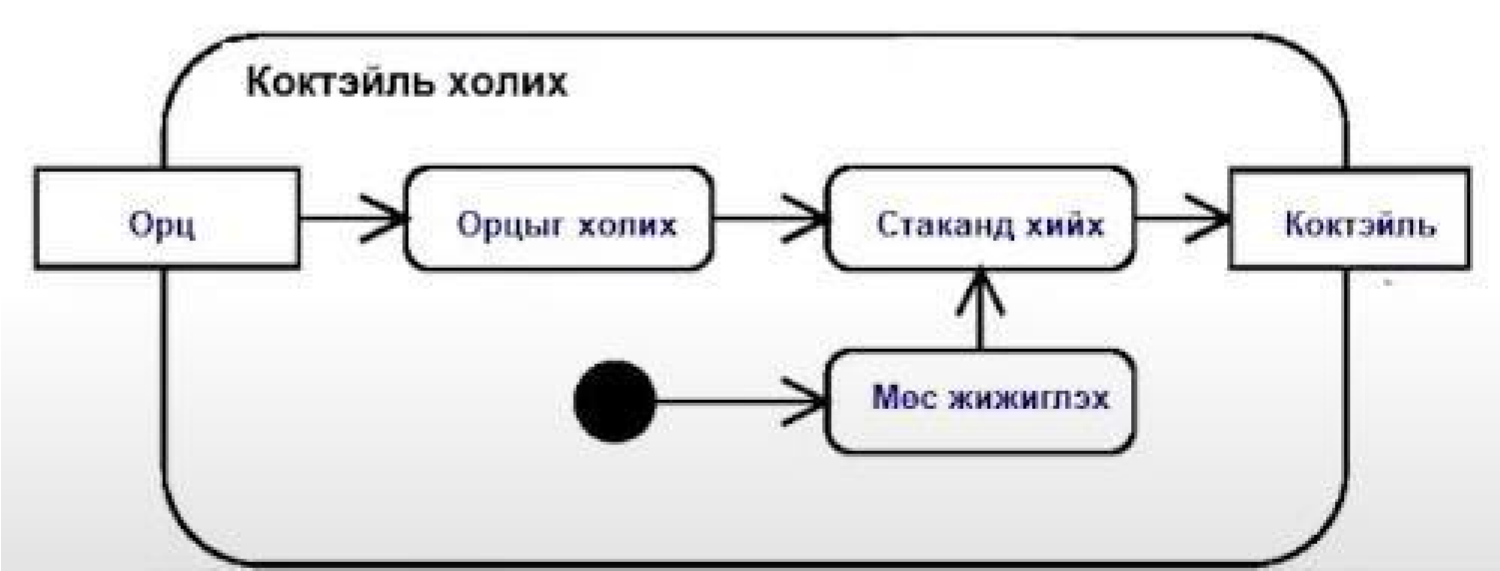 Коктэйль холих
Орц
Орцыг холих
Стаканд хийх
Коктэйль
Мөс жижиглэх